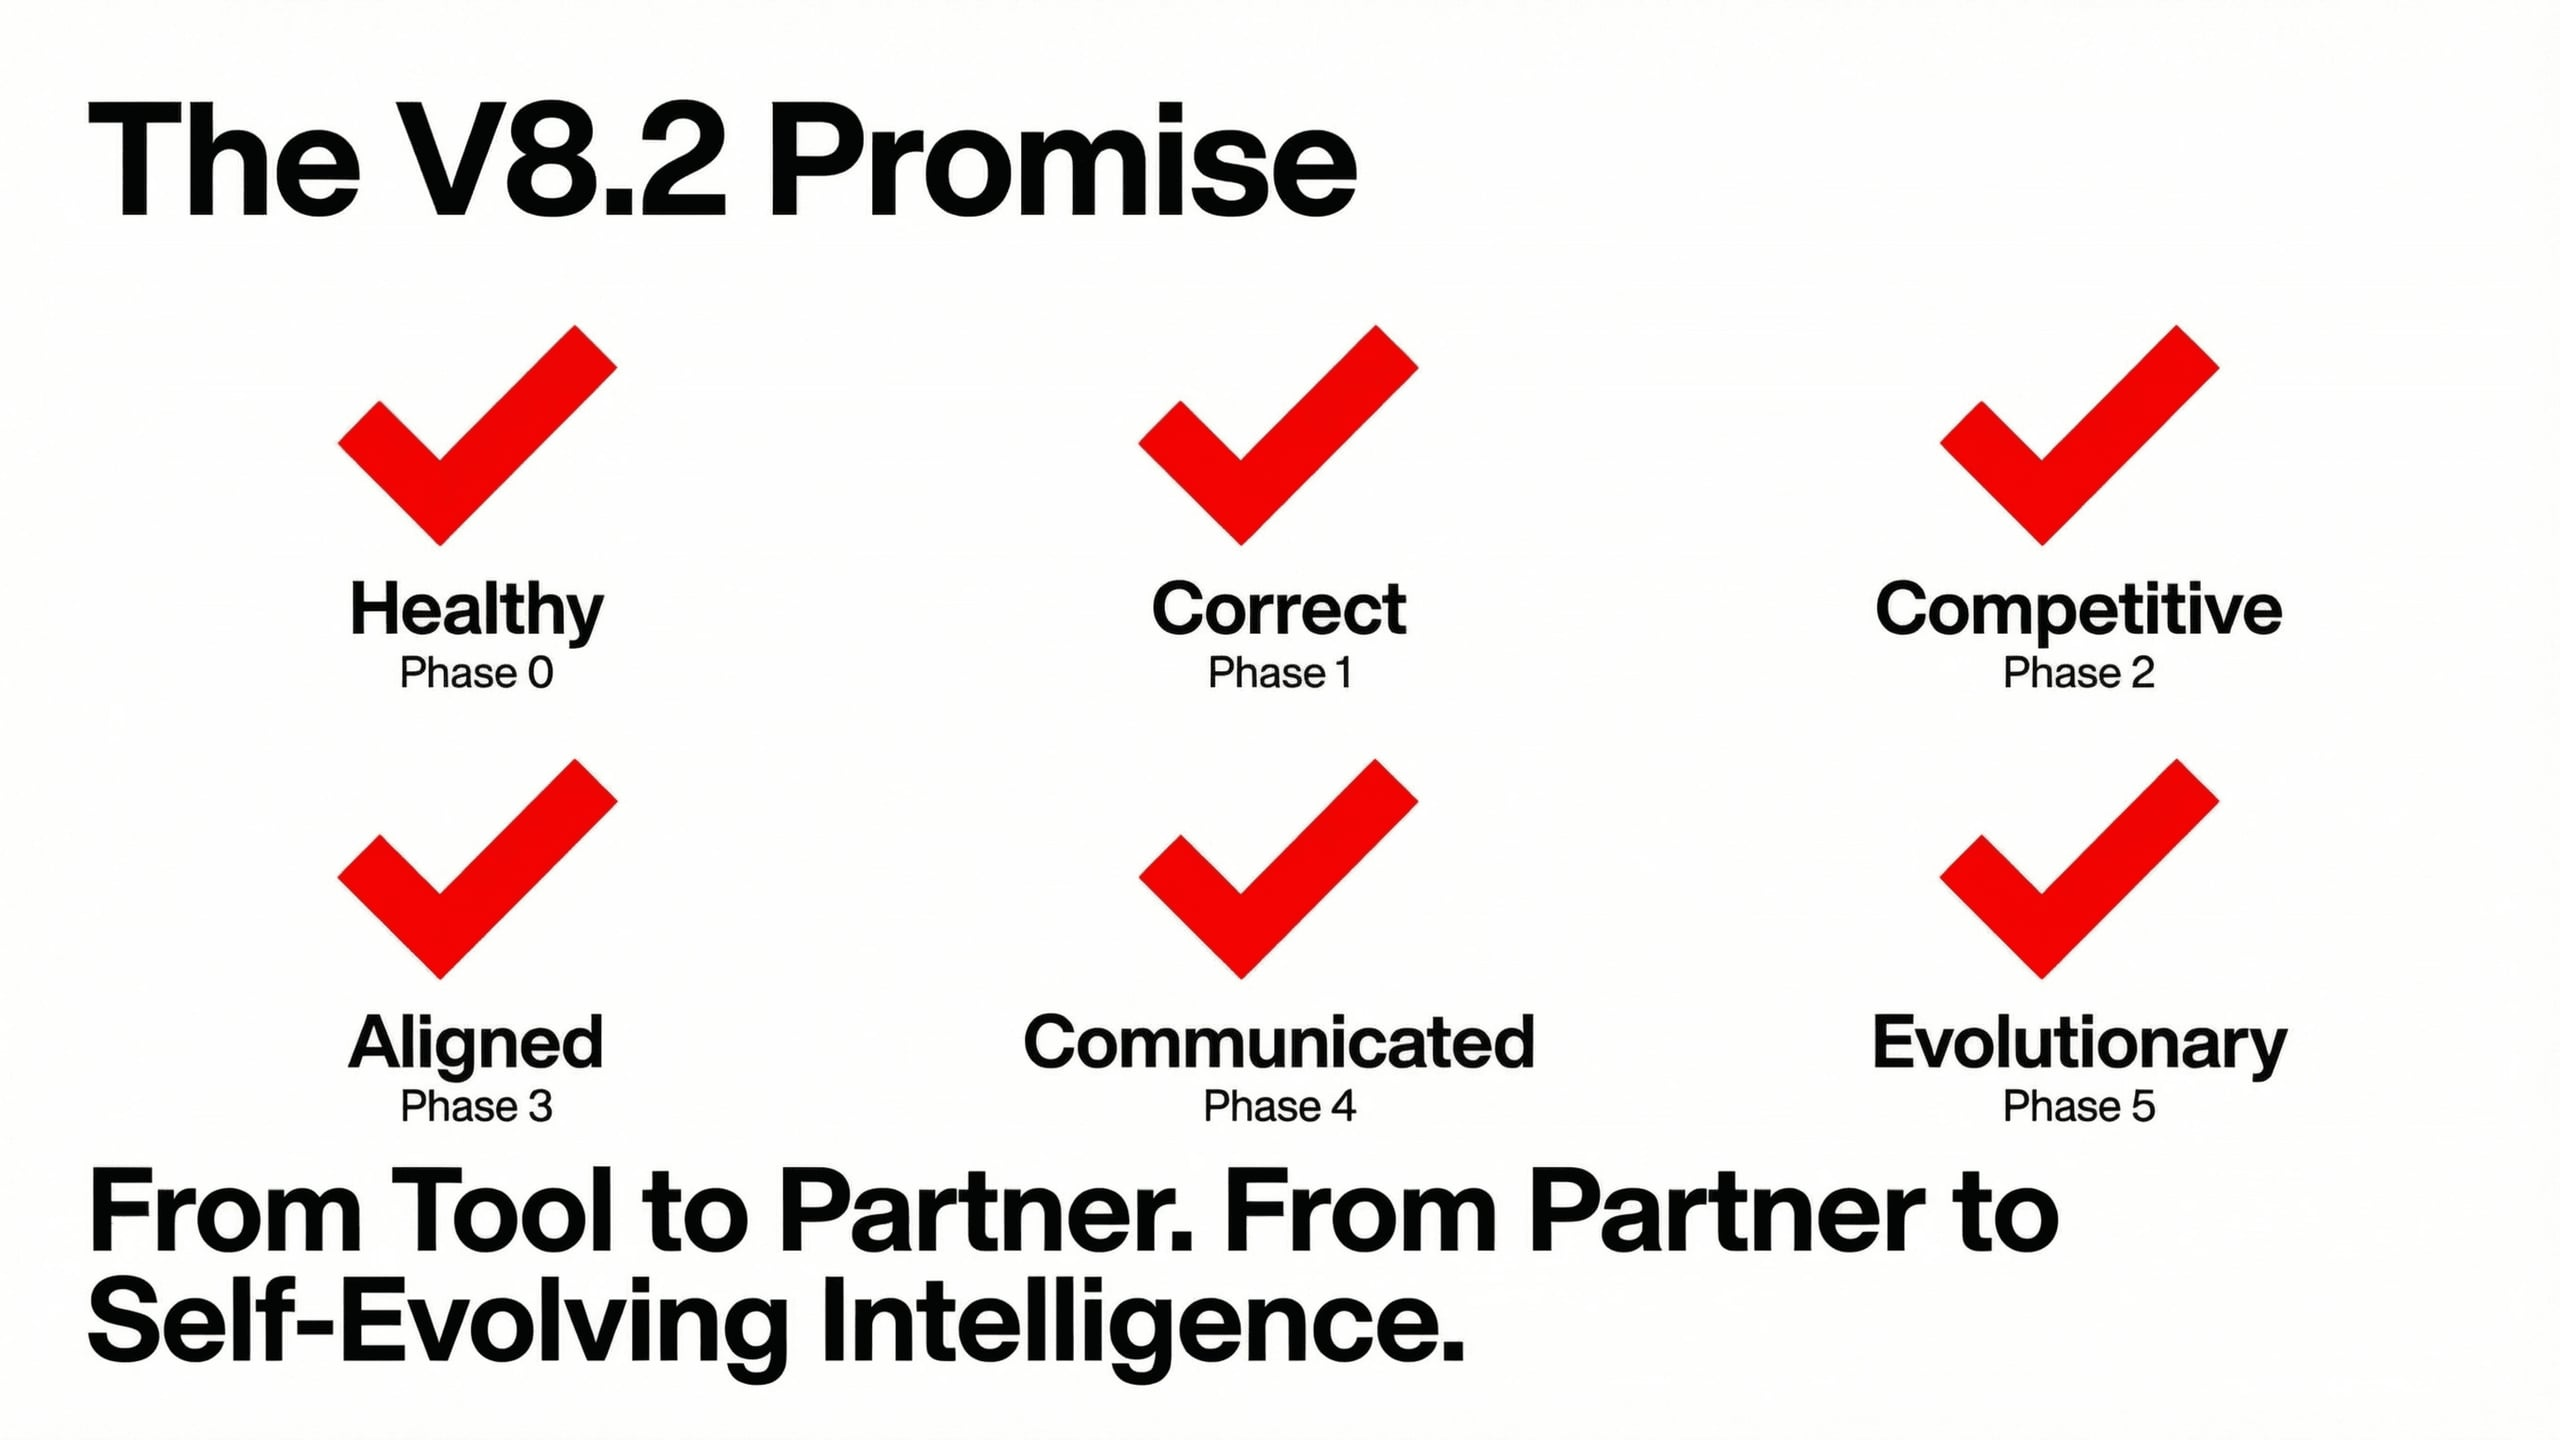 The V8.2 Promise
Healthy
Phase 0
Correct
Phase 1
Competitive
Phase 2
Aligned
Phase 3
Communicated
Phase 4
Evolutionary
Phase 5
From Tool to Partner. From Partner to
Self-Evolving Intelligence.